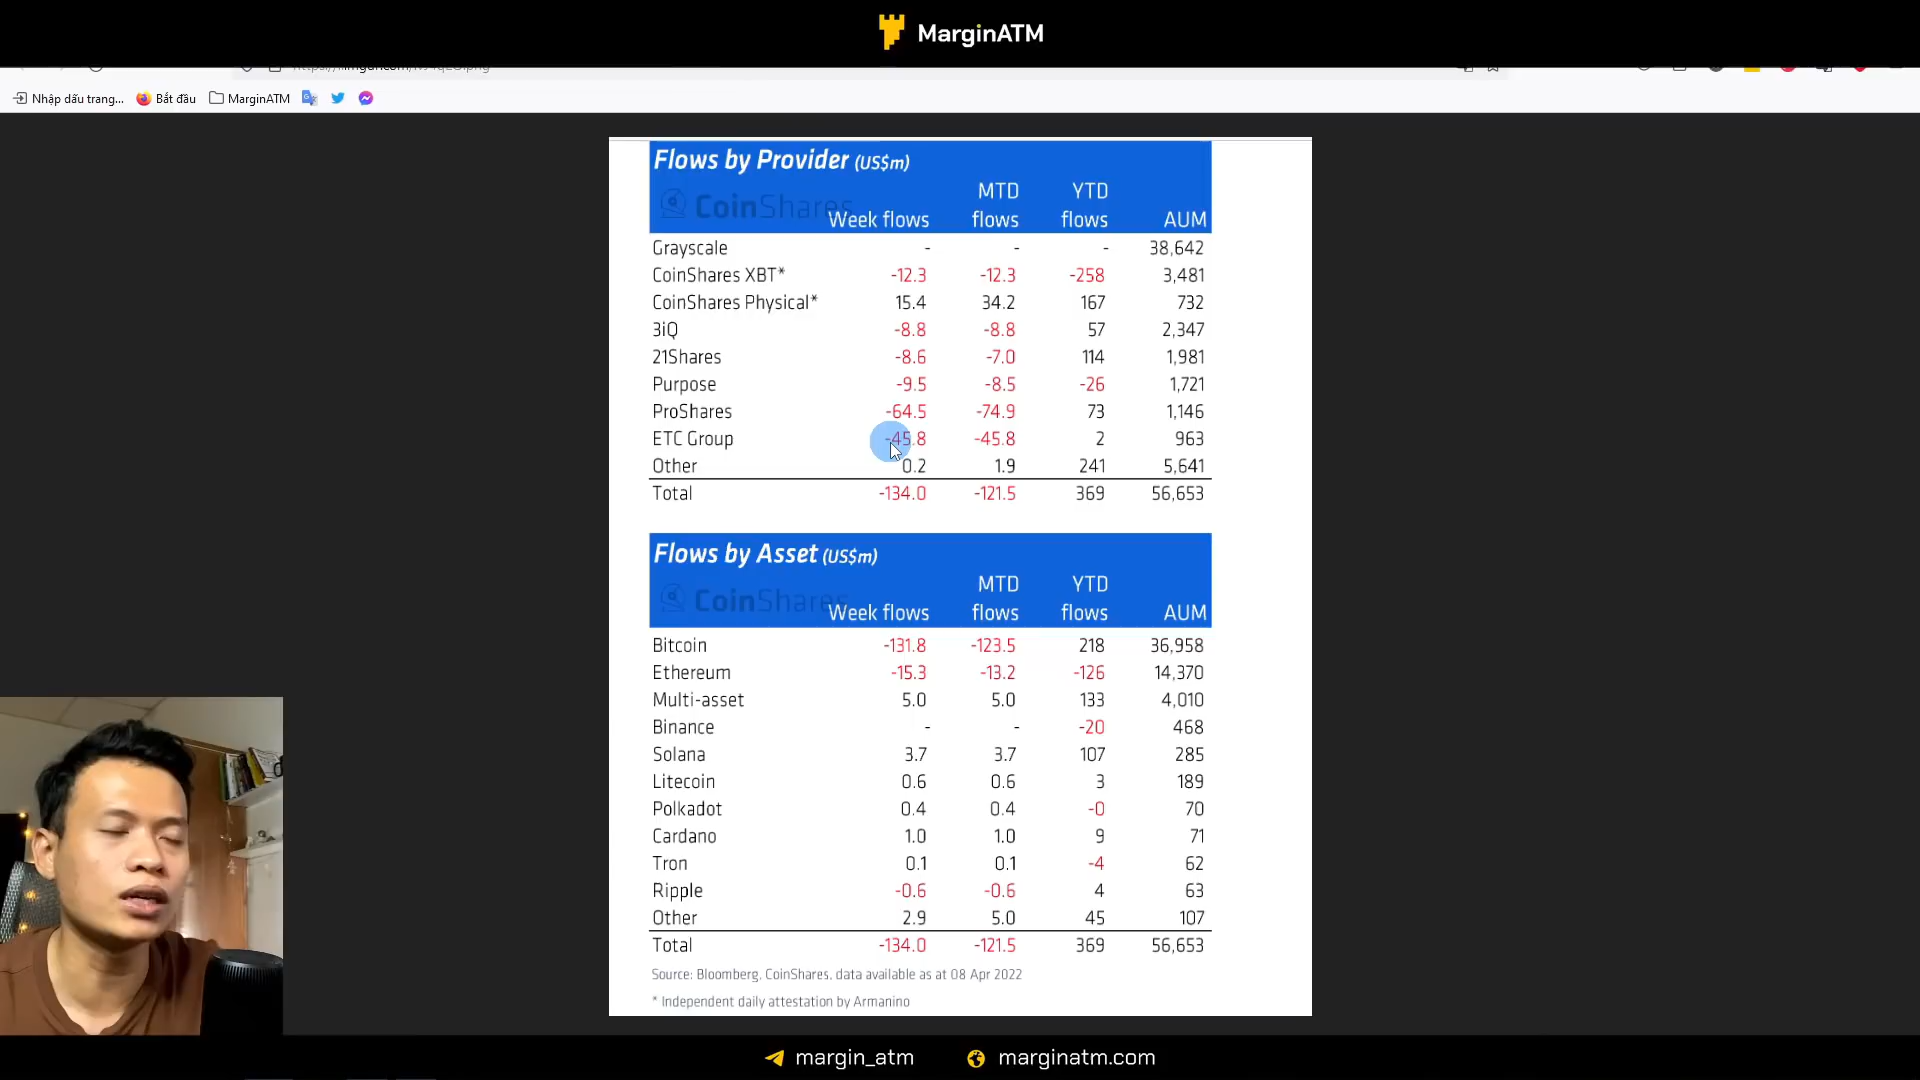 MarginATM
Nhập dấu trang... Bắt đầu MarginATM
Flows by Provider (US$m)
CoinShares
MTD YTD
Week flows flows flows AUM
Grayscale - - - 38,642
CoinShares XBT* -12.3 -12.3 -258 3,481
CoinShares Physical* 15.4 34.2 167 732
3iQ -8.8 -8.8 57 2,347
21Shares -8.6 -7.0 114 1,981
Purpose -9.5 -8.5 -26 1,721
ProShares -64.5 -74.9 73 1,146
ETC Group -45.8 -45.8 2 963
Other 0.2 1.9 241 5,641
Total -134.0 -121.5 369 56,653
Flows by Asset (US$m)
CoinShares
MTD YTD
Week flows flows flows AUM
Bitcoin -131.8 -123.5 218 36,958
Ethereum -15.3 -13.2 -126 14,370
Multi-asset 5.0 5.0 133 4,010
Binance - - -20 468
Solana 3.7 3.7 107 285
Litecoin 0.6 0.6 3 189
Polkadot 0.4 0.4 -0 70
Cardano 1.0 1.0 9 71
Tron 0.1 0.1 -4 62
Ripple -0.6 -0.6 4 63
Other 2.9 5.0 45 107
Total -134.0 -121.5 369 56,653
Source: Bloomberg, CoinShares, data available as at 08 Apr 2022
* Independent daily attestation by Armanino
margin_atm marginatm.com